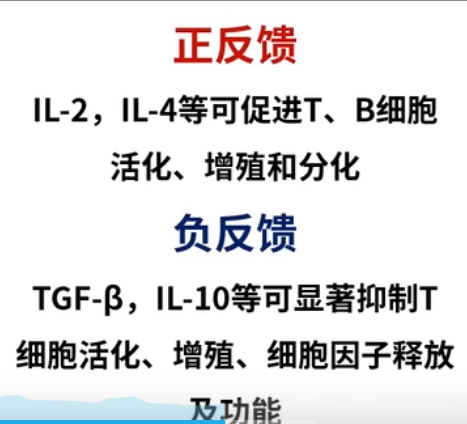 正反馈
IL-2，IL-4等可促进T、B细胞
活化、增殖和分化
负反馈
TGF-β，IL-10等可显著抑制T
细胞活化、增殖、细胞因子释放
及功能